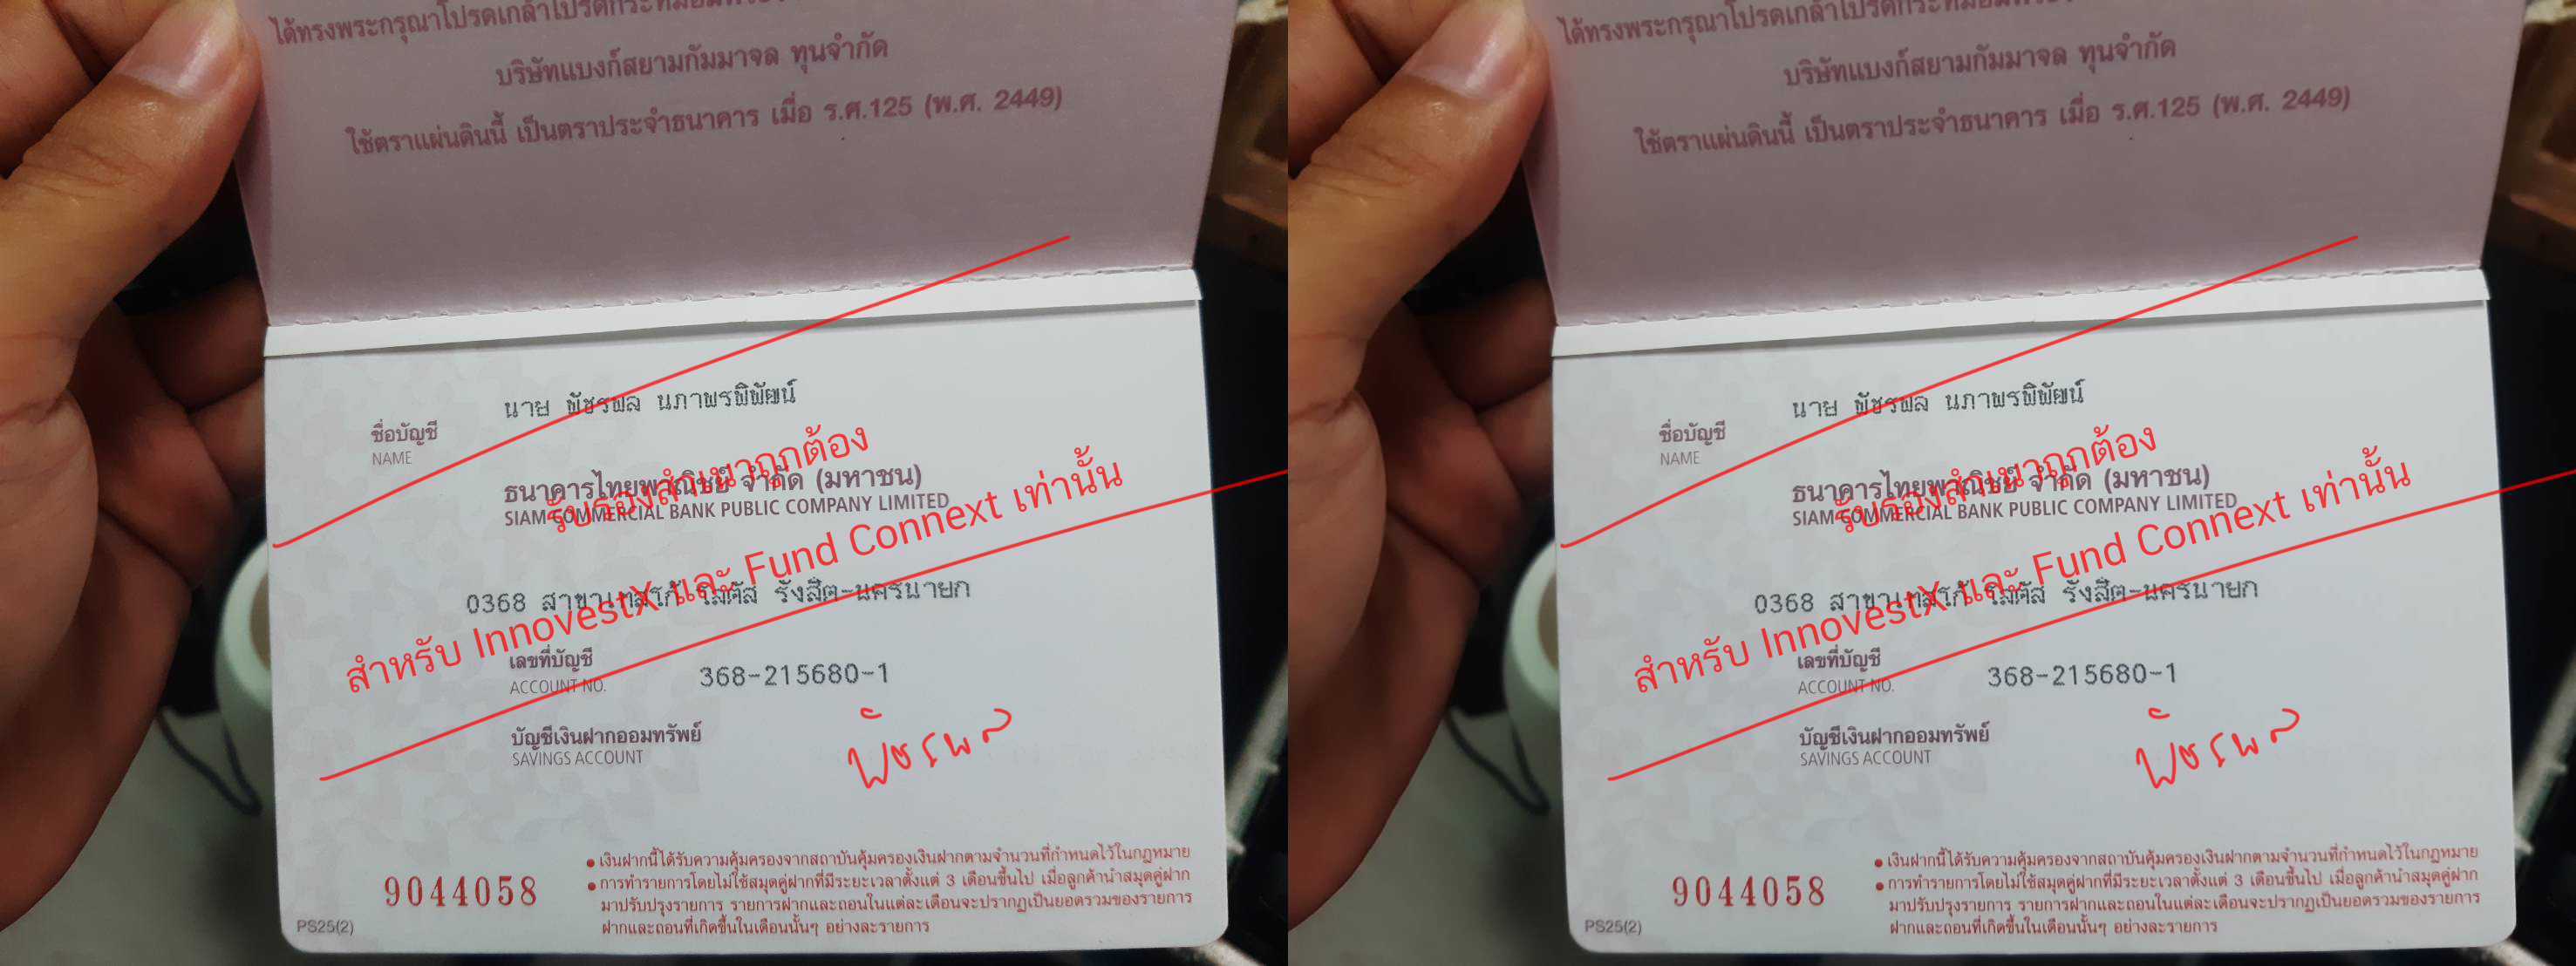 ได้ทรงพระกรุณาโปรดเกล้าโปรดกระหม่อม
บริษัทแบงก์สยามกัมมาจล ทุนจำกัด
ใช้ตราแผ่นดินนี้ เป็นตราประจำธนาคาร เมื่อ ร.ศ.125 (พ.ศ. 2449)
นาย พัชรพล นภาพรพิพัฒน์
ชื่อบัญชี
NAME
รับรองสำเนาถูกต้อง
ธนาคารไทยพาณิชย์ จำกัด (มหาชน)
SIAM COMMERCIAL BANK PUBLIC COMPANY LIMITED
สำหรับ InnovestX และ Fund Connext เท่านั้น
0368 สาขาเทสโก้ โลตัส รังสิต-นครนายก
เลขที่บัญชี
ACCOUNT NO.
368-215680-1
บัญชีเงินฝากออมทรัพย์
SAVINGS ACCOUNT
พัชรพล
● เงินฝากนี้ได้รับความคุ้มครองจากสถาบันคุ้มครองเงินฝากตามจำนวนที่กำหนดไว้ในกฎหมาย
● การทำรายการโดยไม่ใช้สมุดคู่ฝากที่มีระยะเวลาตั้งแต่ 3 เดือนขึ้นไป เมื่อลูกค้านำสมุดคู่ฝาก
มาปรับปรุงรายการ รายการฝากและถอนในแต่ละเดือนจะปรากฏเป็นยอดรวมของรายการ
ฝากและถอนที่เกิดขึ้นในเดือนนั้นๆ อย่างละรายการ
9044058
PS25(2)
ได้ทรงพระกรุณาโปรดเกล้าโปรดกระหม่อม
บริษัทแบงก์สยามกัมมาจล ทุนจำกัด
ใช้ตราแผ่นดินนี้ เป็นตราประจำธนาคาร เมื่อ ร.ศ.125 (พ.ศ. 2449)
นาย พัชรพล นภาพรพิพัฒน์
ชื่อบัญชี
NAME
รับรองสำเนาถูกต้อง
ธนาคารไทยพาณิชย์ จำกัด (มหาชน)
SIAM COMMERCIAL BANK PUBLIC COMPANY LIMITED
สำหรับ InnovestX และ Fund Connext เท่านั้น
0368 สาขาเทสโก้ โลตัส รังสิต-นครนายก
เลขที่บัญชี
ACCOUNT NO.
368-215680-1
บัญชีเงินฝากออมทรัพย์
SAVINGS ACCOUNT
พัชรพล
● เงินฝากนี้ได้รับความคุ้มครองจากสถาบันคุ้มครองเงินฝากตามจำนวนที่กำหนดไว้ในกฎหมาย
● การทำรายการโดยไม่ใช้สมุดคู่ฝากที่มีระยะเวลาตั้งแต่ 3 เดือนขึ้นไป เมื่อลูกค้านำสมุดคู่ฝาก
มาปรับปรุงรายการ รายการฝากและถอนในแต่ละเดือนจะปรากฏเป็นยอดรวมของรายการ
ฝากและถอนที่เกิดขึ้นในเดือนนั้นๆ อย่างละรายการ
9044058
PS25(2)